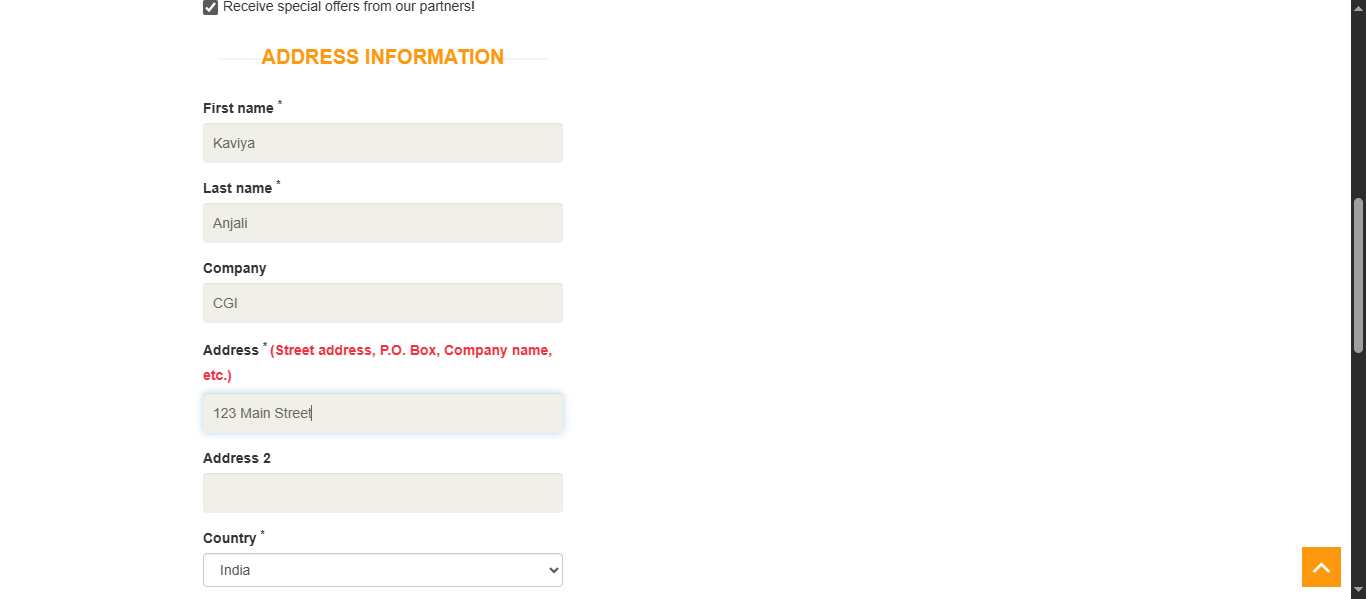 Receive special offers from our partners!
ADDRESS INFORMATION
First name *
Kaviya
Last name *
Anjali
Company
CGI
Address * (Street address, P.O. Box, Company name,
etc.)
123 Main Street
Address 2
Country *
India